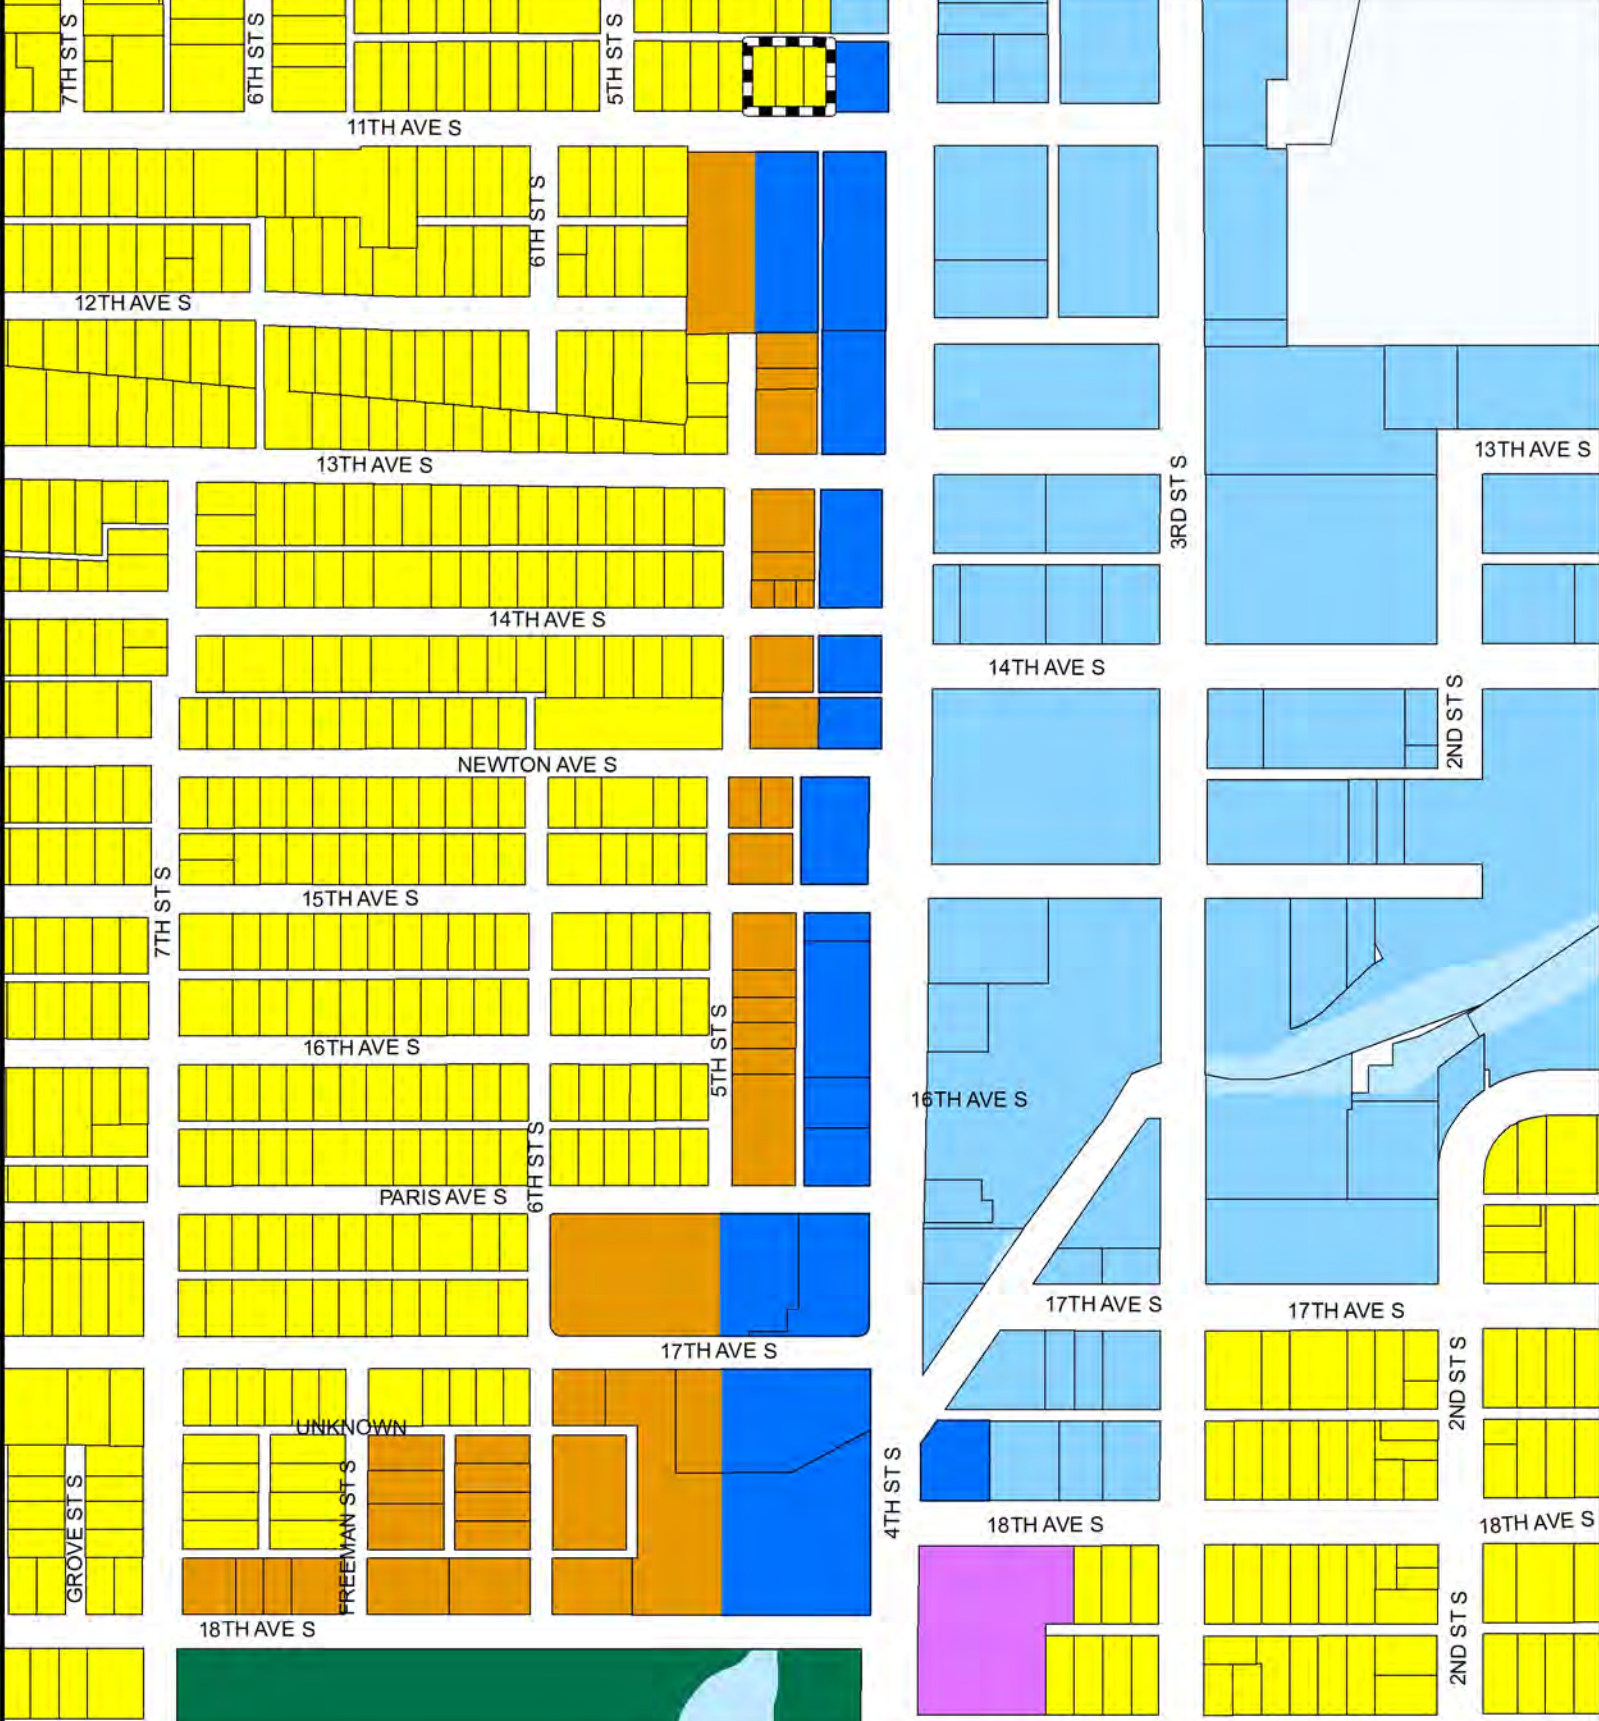 7TH ST S
6TH ST S
5TH ST S
11TH AVE S
6TH ST S
12TH AVE S
13TH AVE S
13TH AVE S
3RD ST S
14TH AVE S
14TH AVE S
2ND ST S
NEWTON AVE S
7TH ST S
15TH AVE S
5TH ST S
16TH AVE S
16TH AVE S
6TH ST S
PARIS AVE S
17TH AVE S
17TH AVE S
17TH AVE S
2ND ST S
UNKNOWN
GROVE ST S
FREEMAN ST S
4TH ST S
18TH AVE S
18TH AVE S
18TH AVE S
2ND ST S